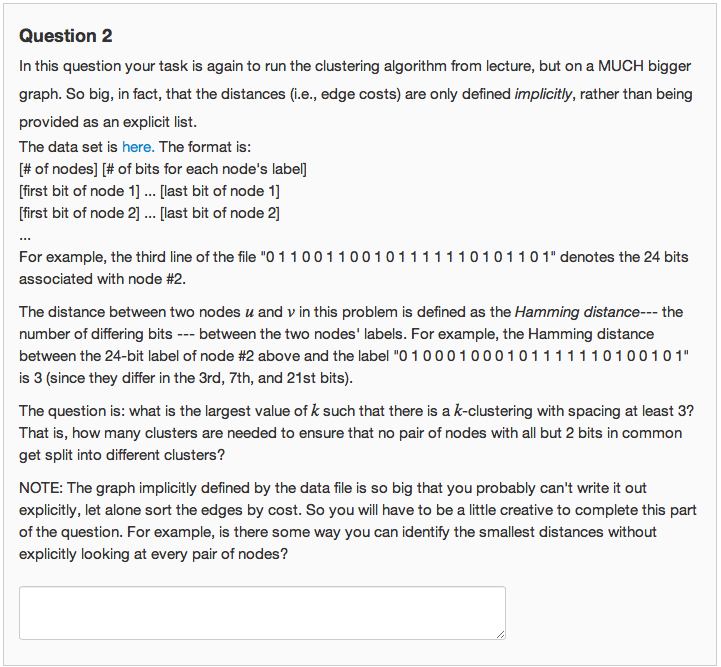 Question 2
In this question your task is again to run the clustering algorithm from lecture, but on a MUCH bigger
graph. So big, in fact, that the distances (i.e., edge costs) are only defined implicitly, rather than being
provided as an explicit list.
The data set is here. The format is:
[# of nodes] [# of bits for each node's label]
[first bit of node 1] ... [last bit of node 1]
[first bit of node 2] ... [last bit of node 2]
...
For example, the third line of the file "0 1 1 0 0 1 1 0 0 1 0 1 1 1 1 1 1 0 1 0 1 1 0 1" denotes the 24 bits
associated with node #2.
The distance between two nodes u and v in this problem is defined as the Hamming distance--- the
number of differing bits --- between the two nodes' labels. For example, the Hamming distance
between the 24-bit label of node #2 above and the label "0 1 0 0 0 1 0 0 0 1 0 1 1 1 1 1 1 0 1 0 0 1 0 1"
is 3 (since they differ in the 3rd, 7th, and 21st bits).
The question is: what is the largest value of k such that there is a k-clustering with spacing at least 3?
That is, how many clusters are needed to ensure that no pair of nodes with all but 2 bits in common
get split into different clusters?
NOTE: The graph implicitly defined by the data file is so big that you probably can't write it out
explicitly, let alone sort the edges by cost. So you will have to be a little creative to complete this part
of the question. For example, is there some way you can identify the smallest distances without
explicitly looking at every pair of nodes?